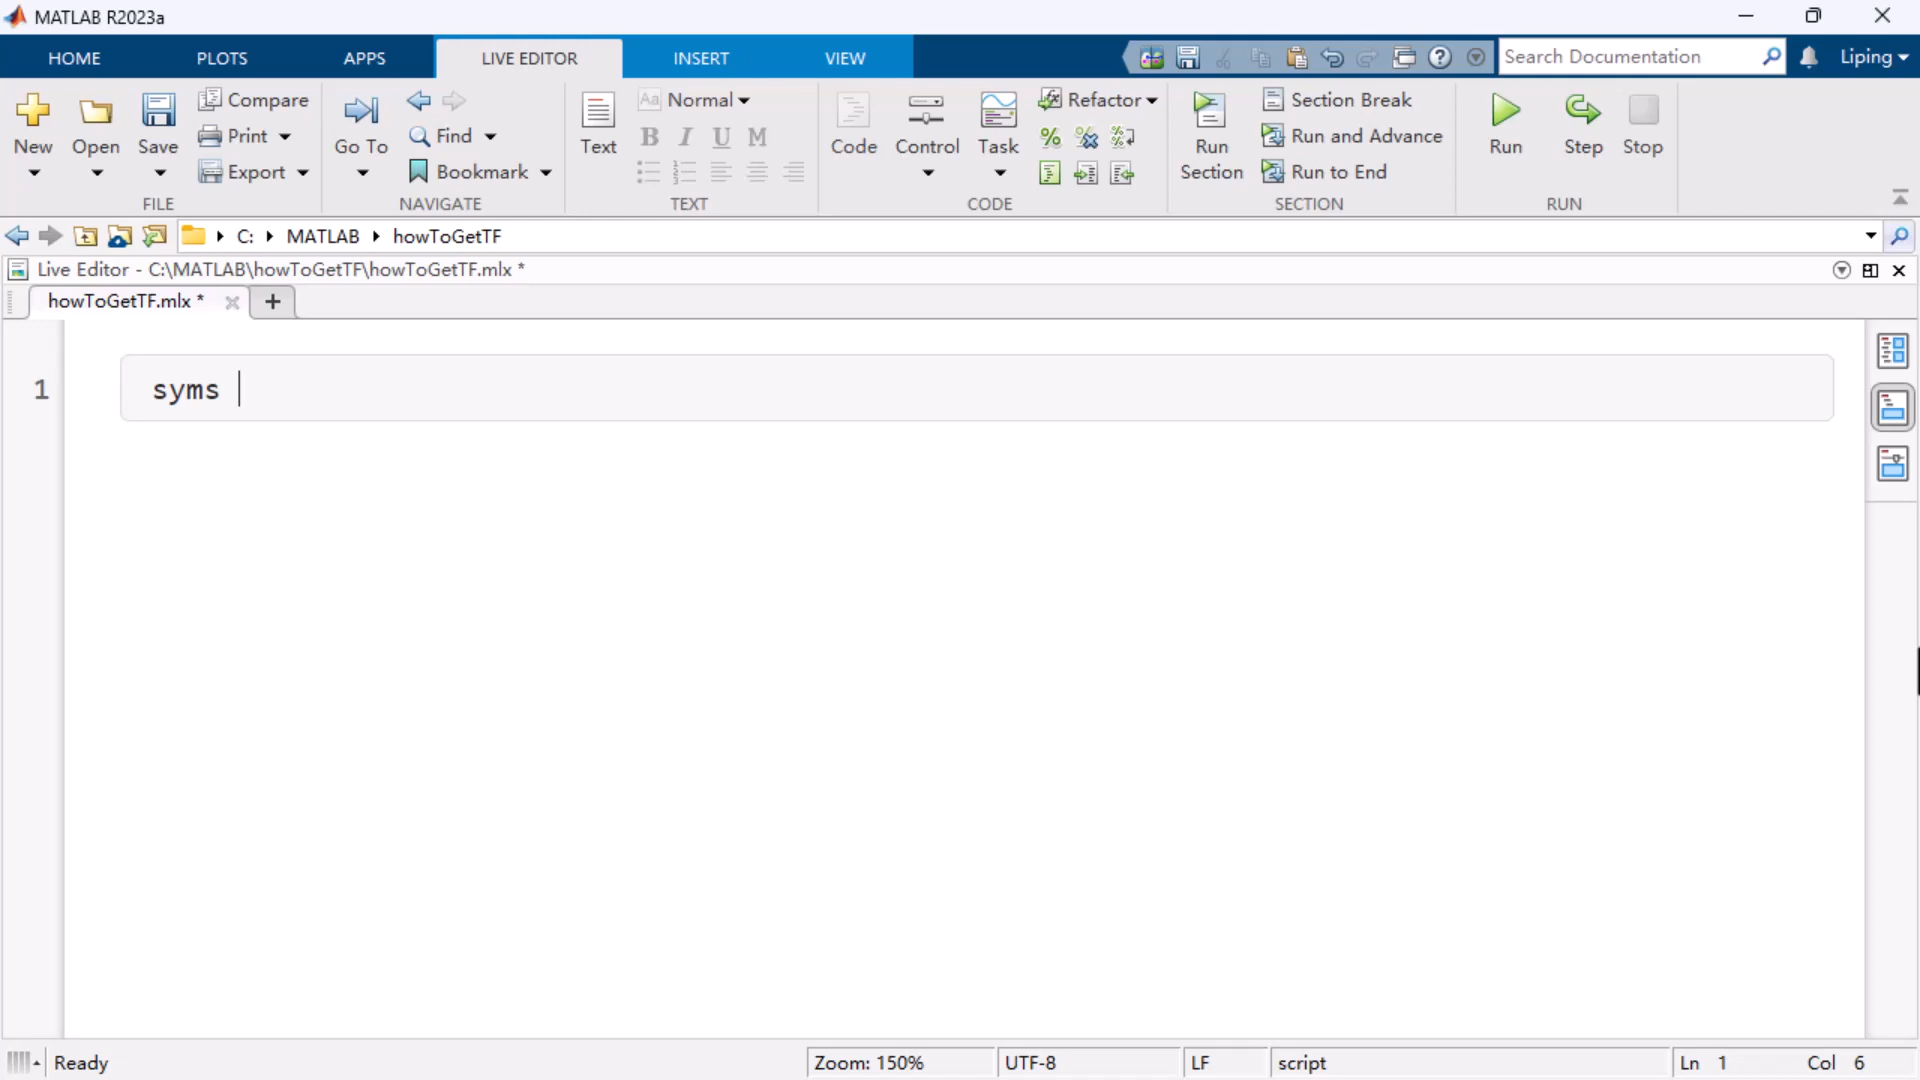 MATLAB R2023a
HOME PLOTS APPS LIVE EDITOR INSERT VIEW Search Documentation Liping
New Open Save Compare Print Export FILE
Go To Find Bookmark NAVIGATE
Text Aa Normal B I U M TEXT
Code Control Task Refactor CODE
Run Section Section Break Run and Advance Run to End SECTION
Run Step Stop RUN
C: MATLAB howToGetTF
Live Editor - C:\MATLAB\howToGetTF\howToGetTF.mlx *
howToGetTF.mlx *
1 syms
Ready Zoom: 150% UTF-8 LF script Ln 1 Col 6